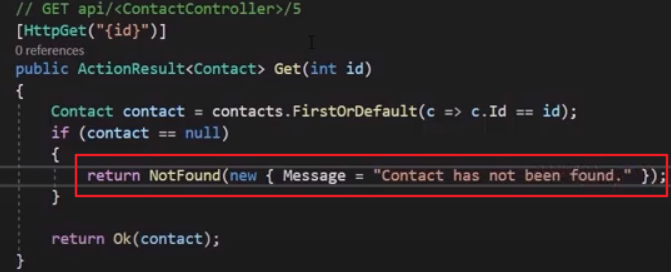 // GET api/<ContactController>/5
[HttpGet("{id}")]
0 references
public ActionResult<Contact> Get(int id)
{
Contact contact = contacts.FirstOrDefault(c => c.Id == id);
if (contact == null)
{
return NotFound(new { Message = "Contact has not been found." });
}
return Ok(contact);
}